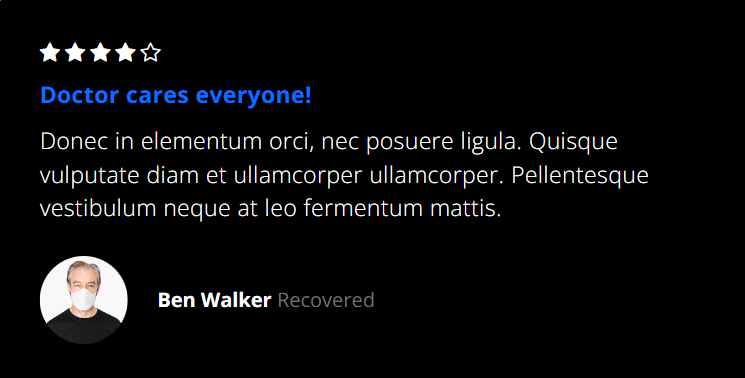 Doctor cares everyone!
Donec in elementum orci, nec posuere ligula. Quisque
vulputate diam et ullamcorper ullamcorper. Pellentesque
vestibulum neque at leo fermentum mattis.
Ben Walker Recovered